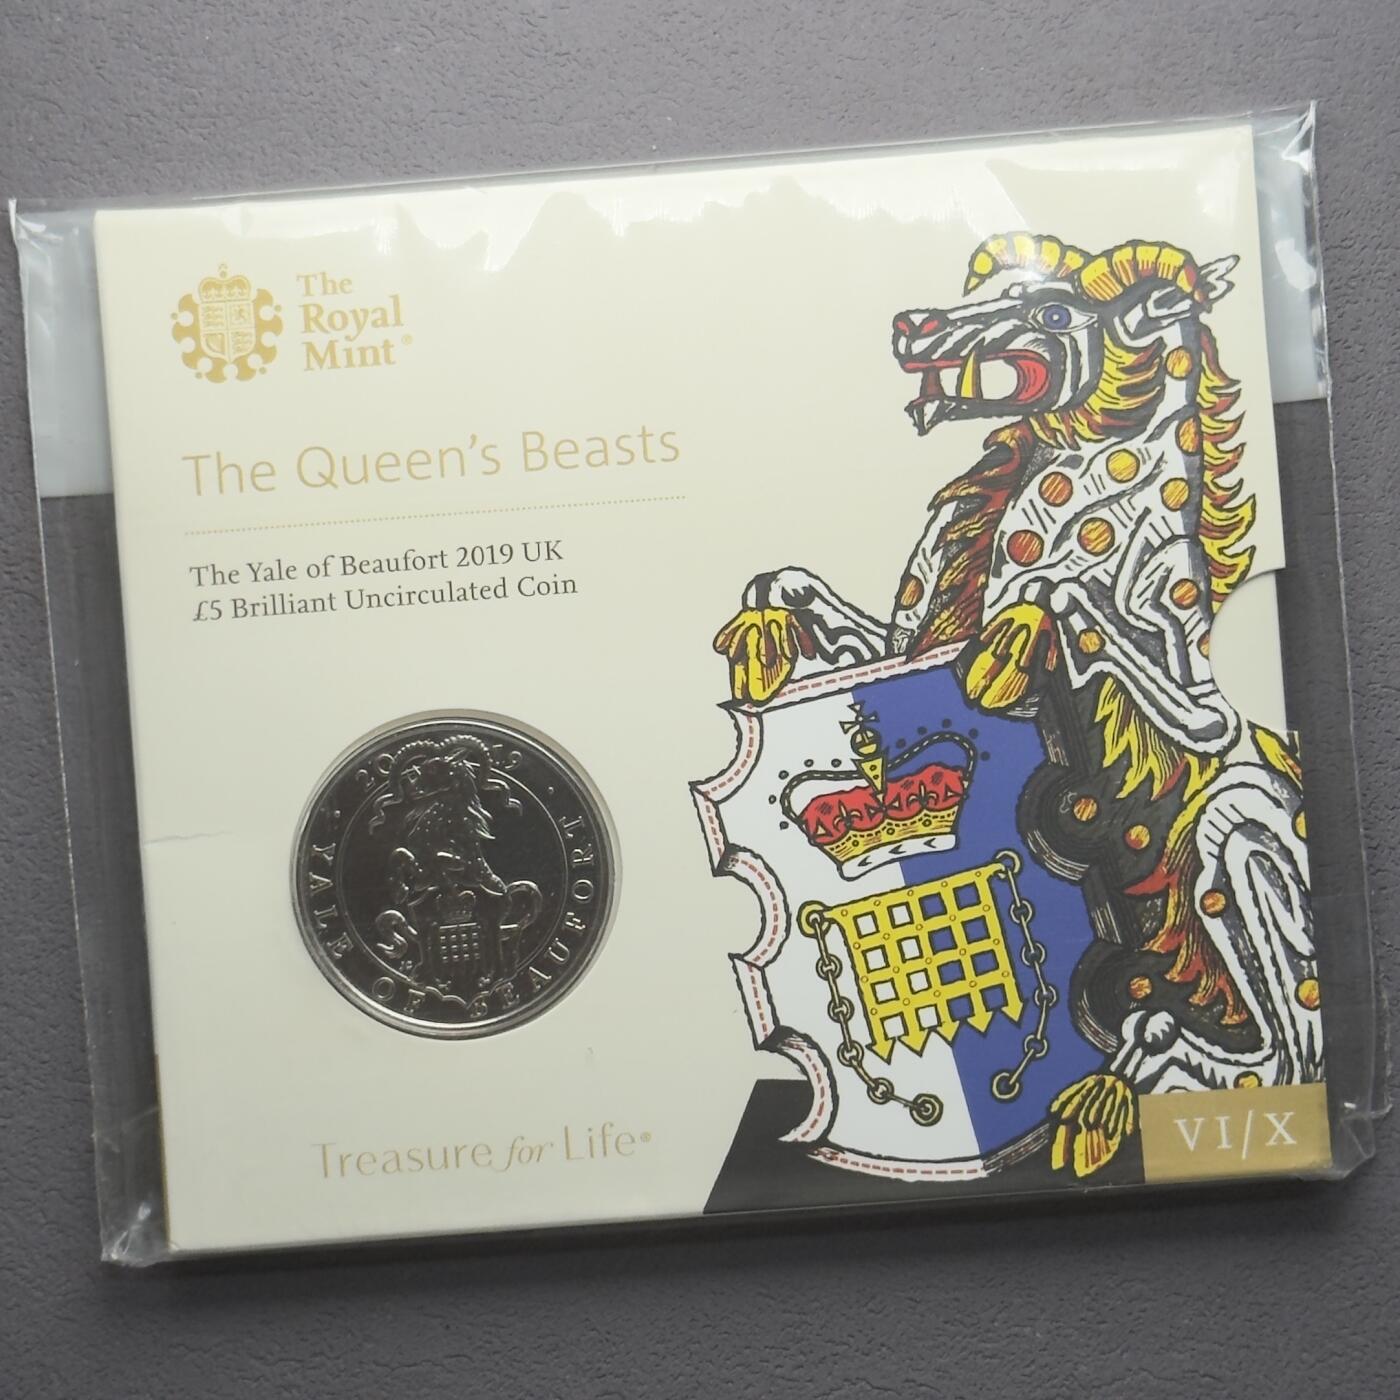 The
Royal
Mint®
The Queen's Beasts
The Yale of Beaufort 2019 UK
£5 Brilliant Uncirculated Coin
2019
· YALE OF BEAUFORT ·
Treasure for Life®
VI/X